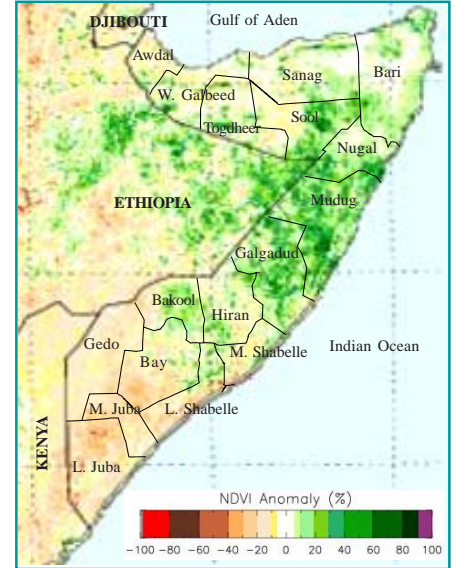 DJIBOUTI
Gulf of Aden
Awdal
Sanag
Bari
W. Galbeed
Togdheer
Sool
Nugal
ETHIOPIA
Mudug
Galgadud
Bakool
Hiran
Gedo
Bay
M. Shabelle
Indian Ocean
M. Juba
L. Shabelle
KENYA
L. Juba
NDVI Anomaly (%)
-100 -80 -60 -40 -20 0 20 40 60 80 100